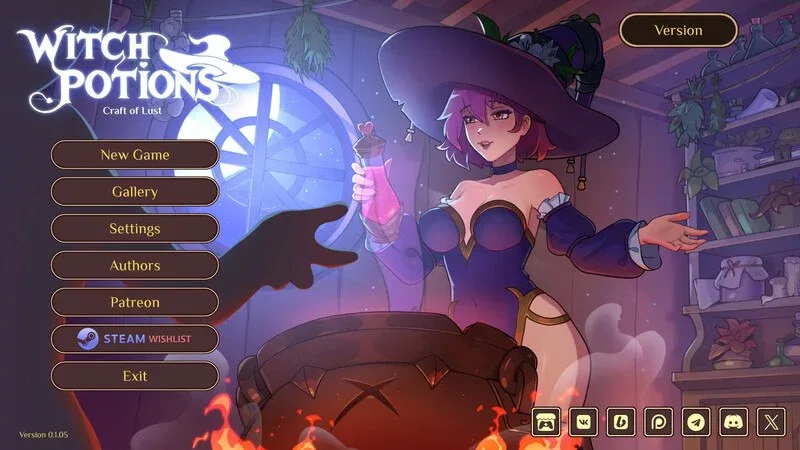 WITCH
POTIONS
Craft of Lust
Version
New Game
Gallery
Settings
Authors
Patreon
STEAM WISHLIST
Exit
Version 0.1.05